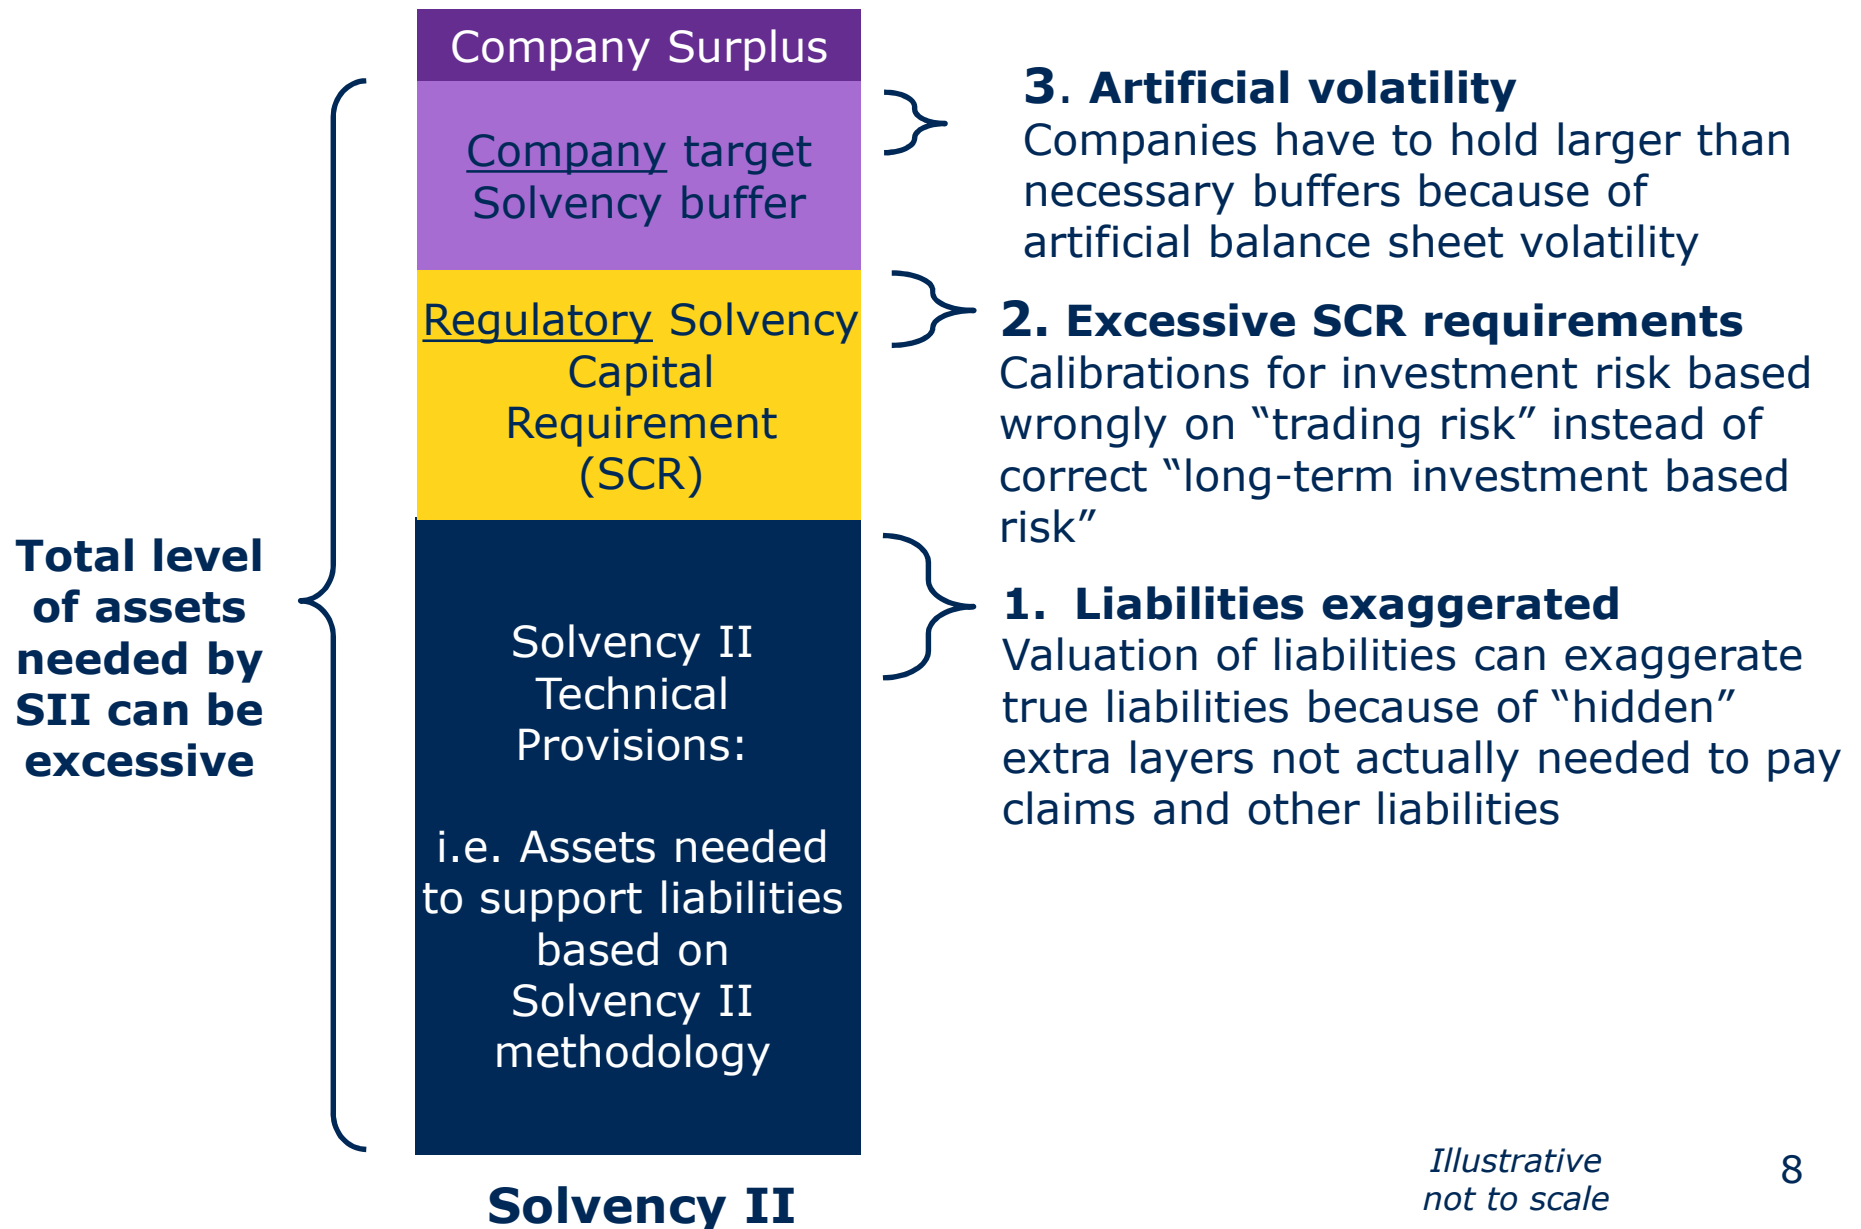 Company Surplus
Company target
Solvency buffer
Regulatory Solvency
Capital
Requirement
(SCR)
Solvency II
Technical
Provisions:
i.e. Assets needed
to support liabilities
based on
Solvency II
methodology
Solvency II
Total level
of assets
needed by
SII can be
excessive
3. Artificial volatility
Companies have to hold larger than
necessary buffers because of
artificial balance sheet volatility
2. Excessive SCR requirements
Calibrations for investment risk based
wrongly on “trading risk” instead of
correct “long-term investment based
risk”
1. Liabilities exaggerated
Valuation of liabilities can exaggerate
true liabilities because of “hidden”
extra layers not actually needed to pay
claims and other liabilities
Illustrative
not to scale
8